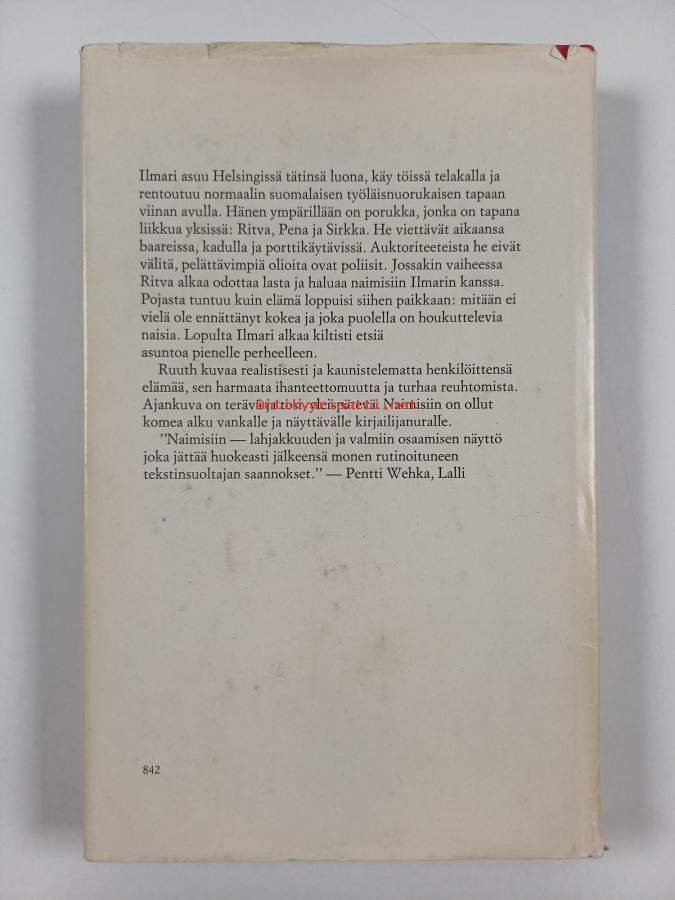 Ilmari asuu Helsingissä tätinsä luona, käy töissä telakalla ja
rentoutuu normaalin suomalaisen työläisnuorukaisen tapaan
viinan avulla. Hänen ympärillään on porukka, jonka on tapana
liikkua yksissä: Ritva, Pena ja Sirkka. He viettävät aikaansa
baareissa, kadulla ja porttikäytävissä. Auktoriteeteista he eivät
välitä, pelättävimpiä olioita ovat poliisit. Jossakin vaiheessa
Ritva alkaa odottaa lasta ja haluaa naimisiin Ilmarin kanssa.
Pojasta tuntuu kuin elämä loppuisi siihen paikkaan: mitään ei
vielä ole ennättänyt kokea ja joka puolella on houkuttelevia
naisia. Lopulta Ilmari alkaa kiltisti etsiä
asuntoa pienelle perheelleen.
Ruuth kuvaa realistisesti ja kaunistelematta henkilöittensä
elämää, sen harmaata ihanteettomuutta ja turhaa reuhtomista.
Ajankuva on terävä, yleispätevä. Naimisiin on ollut
komea alku vankalle ja näyttävälle kirjailijanuralle.
"Naimisiin — lahjakkuuden ja valmiin osaamisen näyttö
joka jättää huokeasti jälkeensä monen rutinoituneen
tekstinsuoltajan saannokset." — Pentti Wehka, Lalli
842